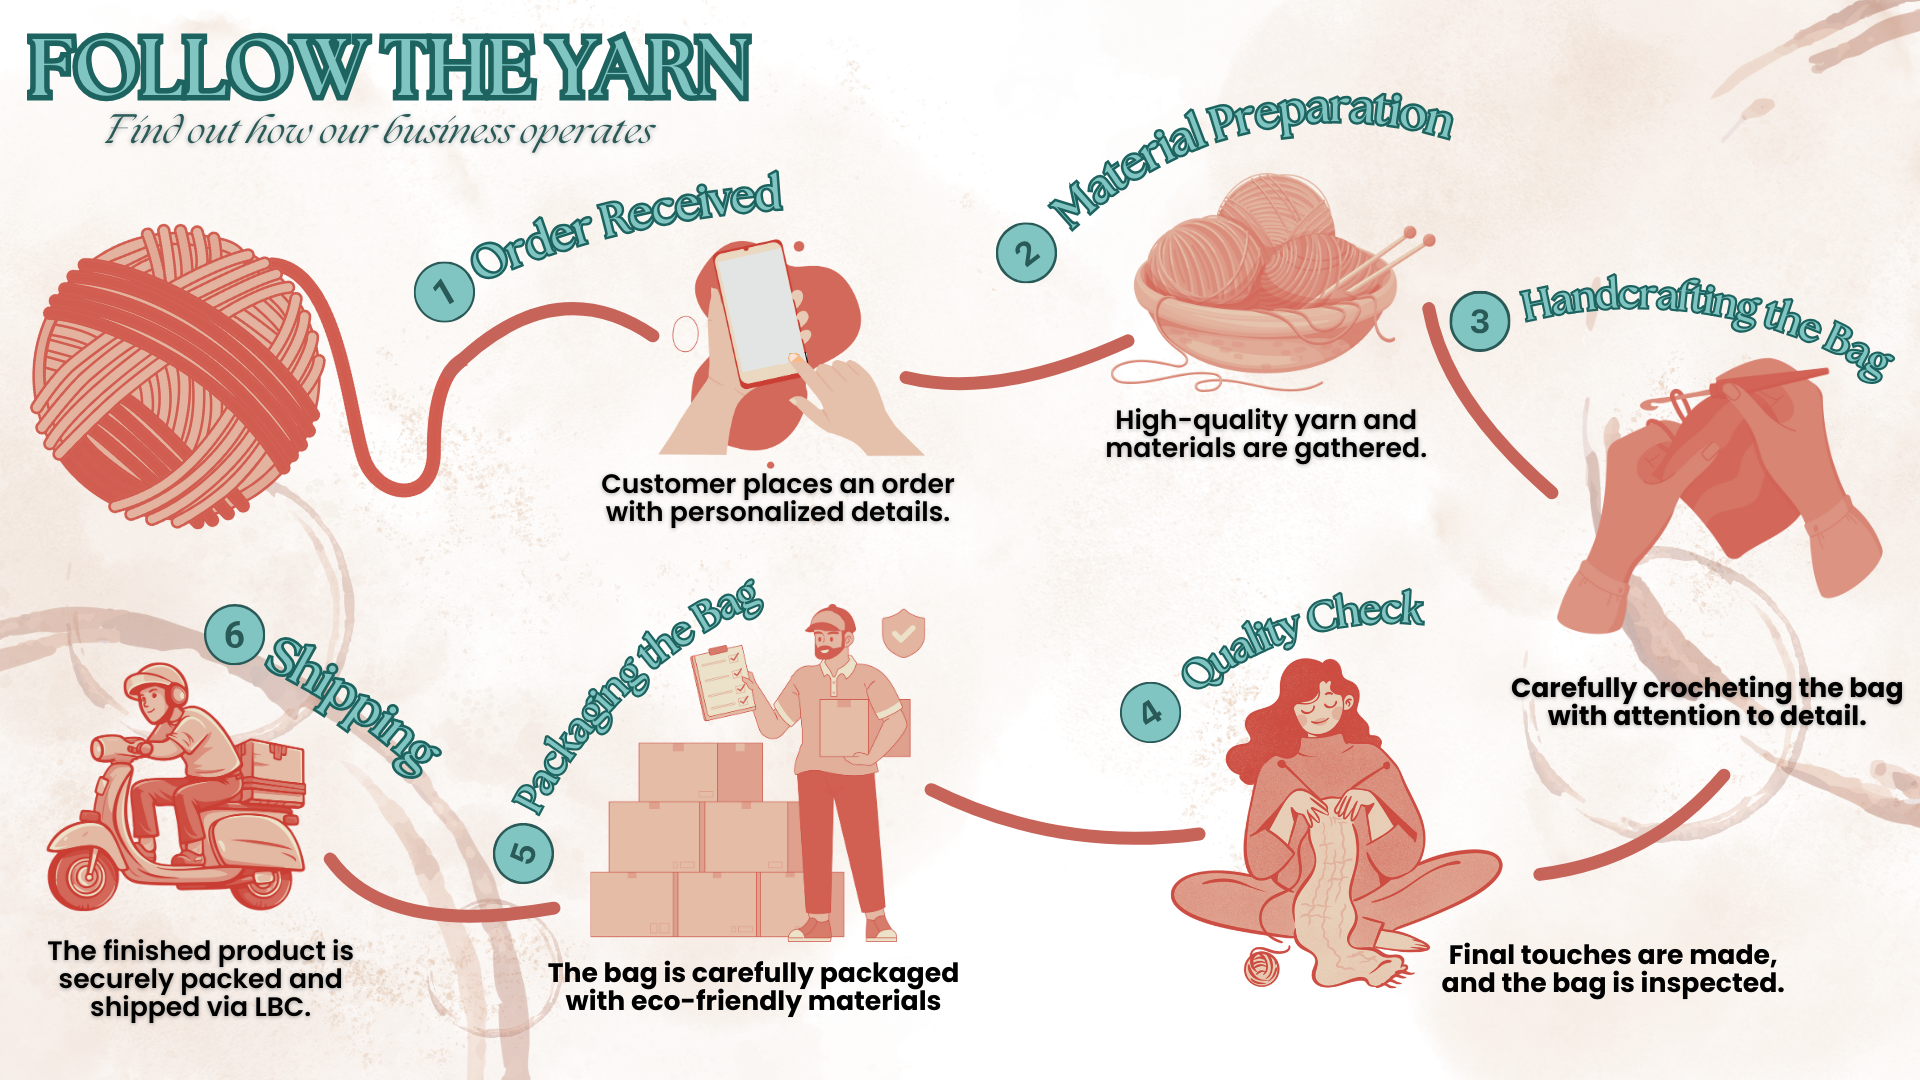 FOLLOW THE YARN
Find out how our business operates
1 Order Received
Customer places an order
with personalized details.
2 Material Preparation
High-quality yarn and
materials are gathered.
3 Handcrafting the Bag
Carefully crocheting the bag
with attention to detail.
4 Quality Check
Final touches are made,
and the bag is inspected.
5 Packaging the Bag
The bag is carefully packaged
with eco-friendly materials
6 Shipping
The finished product is
securely packed and
shipped via LBC.